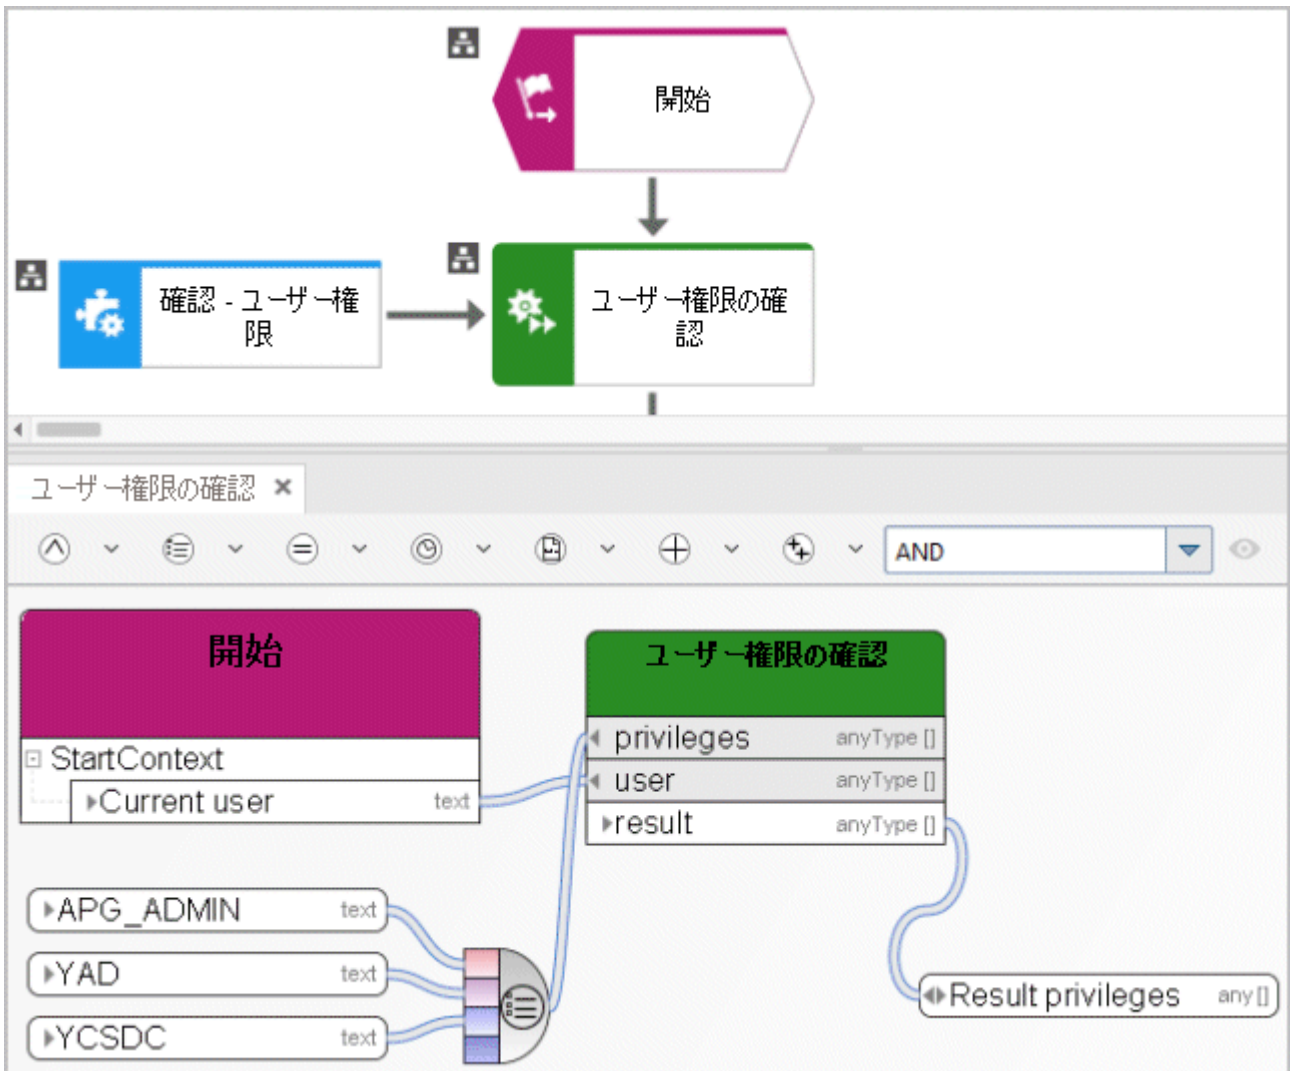 開始
確認 - ユーザー権
限
ユーザー権限の確
認
ユーザー権限の確認 ×
AND
開始
StartContext
Current user text
ユーザー権限の確認
privileges anyType []
user anyType []
result anyType []
APG_ADMIN text
YAD text
YCSDC text
Result privileges any []